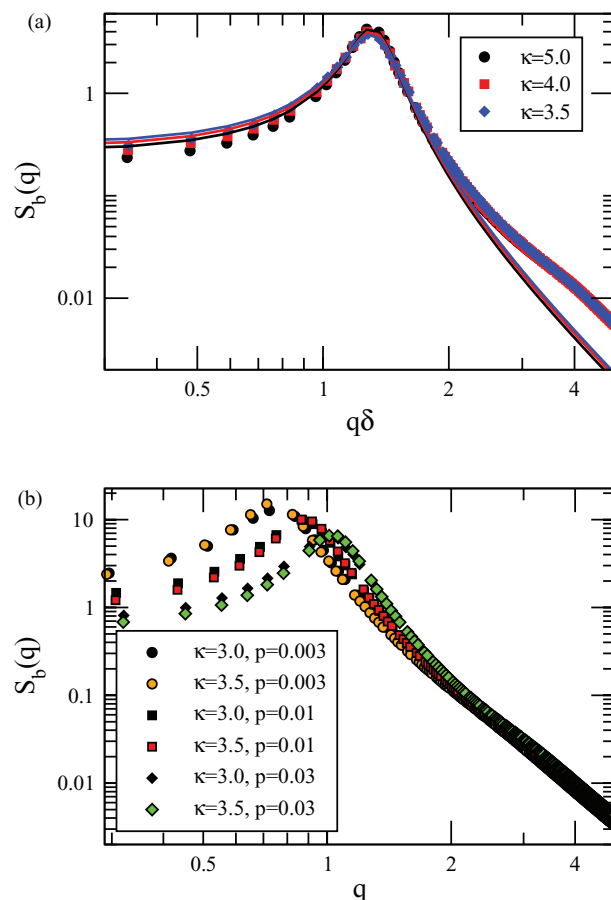 (a)
S_b(q)
1
0.01
κ=5.0
κ=4.0
κ=3.5
0.5 1 2 4
qδ
(b)
S_b(q)
10
1
0.1
0.01
κ=3.0, p=0.003
κ=3.5, p=0.003
κ=3.0, p=0.01
κ=3.5, p=0.01
κ=3.0, p=0.03
κ=3.5, p=0.03
0.5 1 2 4
q